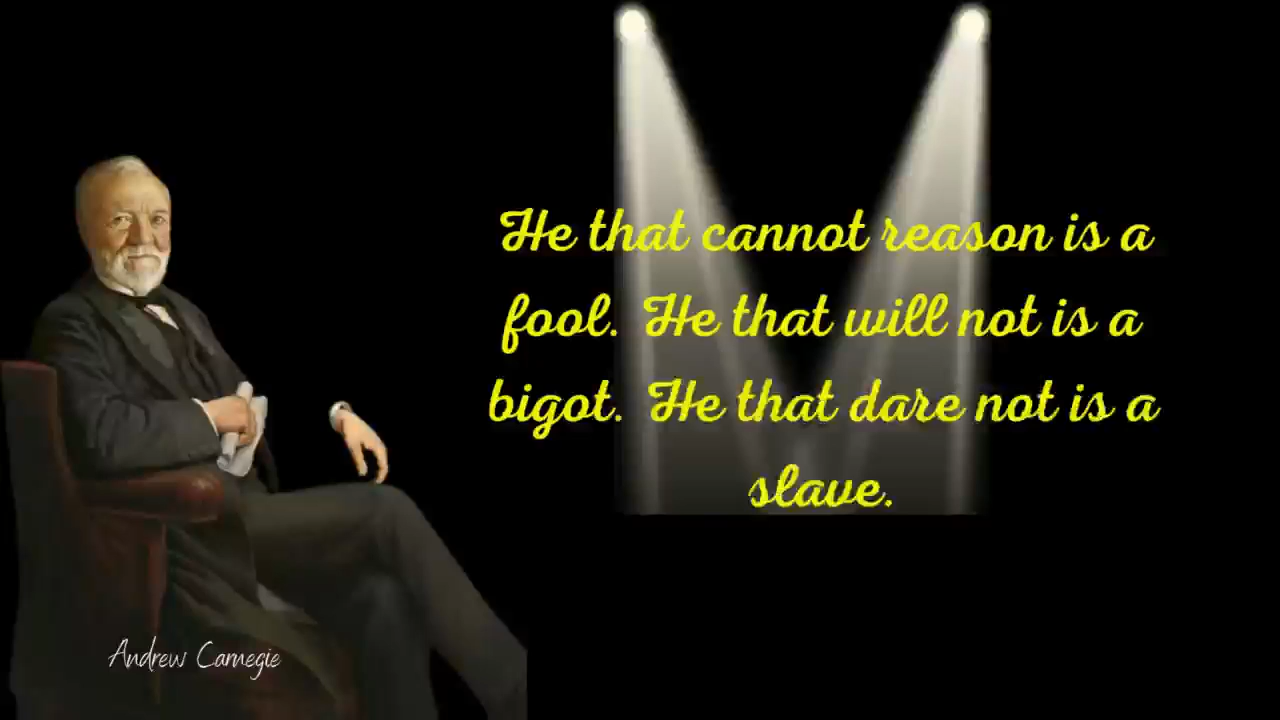 He that cannot reason is a
fool. He that will not is a
bigot. He that dare not is a
slave.
Andrew Carnegie